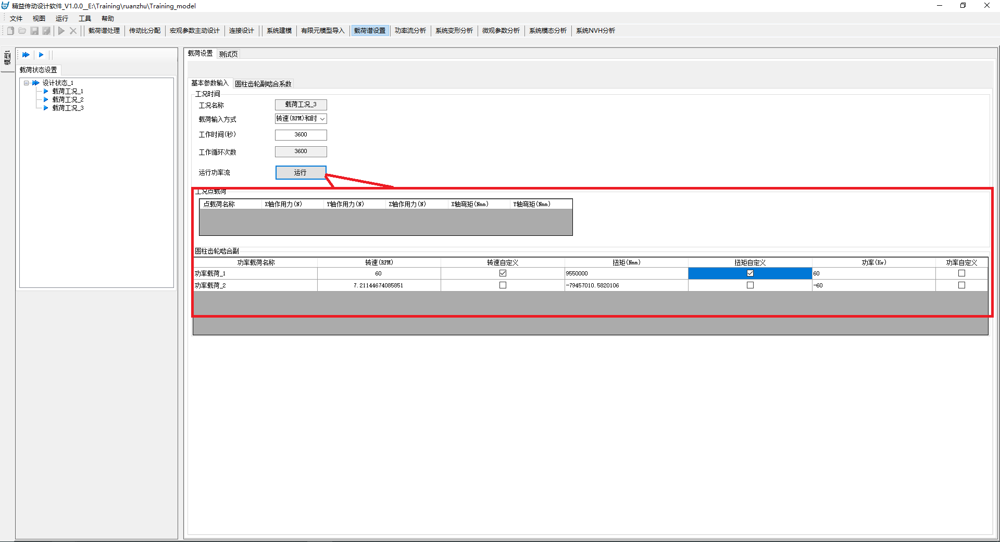 精益传动设计软件_V1.0.0__E:\Training\ruanzhu\Training_model
文件 视图 运行 工具 帮助
载荷谱处理 传动比分配 宏观参数主动设计 连接设计 系统建模 有限元模型导入 载荷谱设置 功率流分析 系统变形分析 微观参数分析 系统模态分析 系统NVH分析
模型1
载荷状态设置
设计状态_1
载荷工况_1
载荷工况_2
载荷工况_3
载荷设置 测试页
基本参数输入 圆柱齿轮副啮合系数
工况时间
工况名称 载荷工况_3
载荷输入方式 转速(RPM)和时
工作时间(秒) 3600
工作循环次数 3600
运行功率流 运行
工况点载荷
点载荷名称 X轴作用力(N) Y轴作用力(N) Z轴作用力(N) X轴弯矩(Nmm) Y轴弯矩(Nmm)
圆柱齿轮啮合副
功率载荷名称 转速(RPM) 转速自定义 扭矩(Nmm) 扭矩自定义 功率(Kw) 功率自定义
功率载荷_1 60 9550000 60
功率载荷_2 7.21144674085851 -79457010.5820106 -60